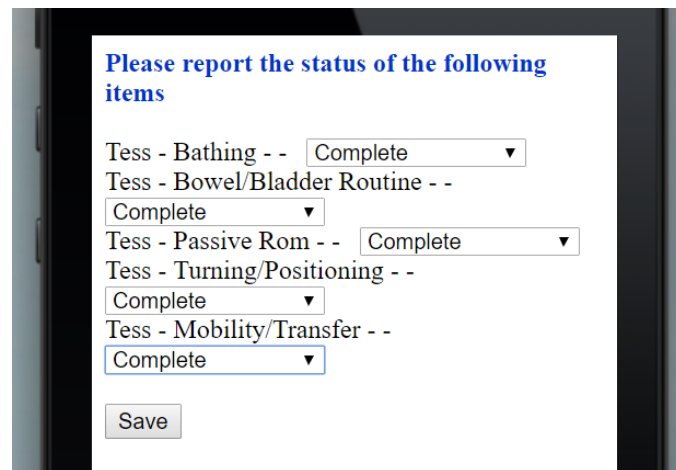 Please report the status of the following
items
Tess - Bathing - - Complete
Tess - Bowel/Bladder Routine - -
Complete
Tess - Passive Rom - - Complete
Tess - Turning/Positioning - -
Complete
Tess - Mobility/Transfer - -
Complete
Save